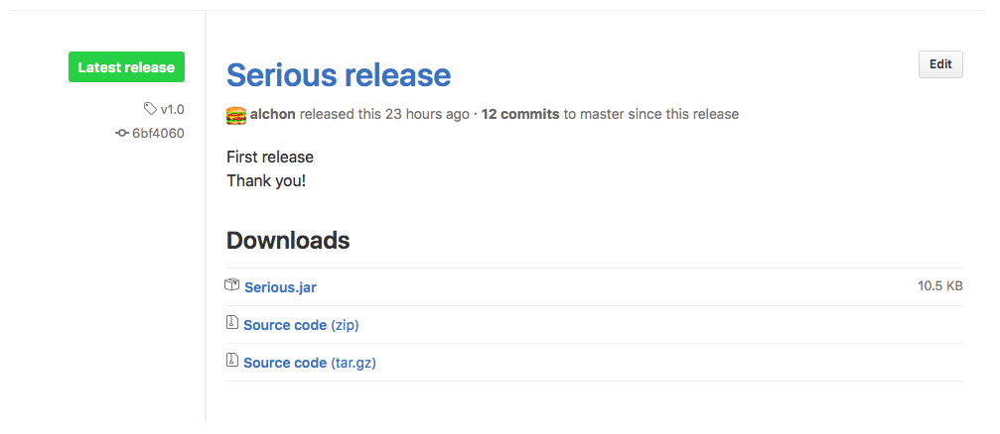 Latest release
v1.0
6bf4060
Serious release
Edit
alchon released this 23 hours ago · 12 commits to master since this release
First release
Thank you!
Downloads
Serious.jar 10.5 KB
Source code (zip)
Source code (tar.gz)